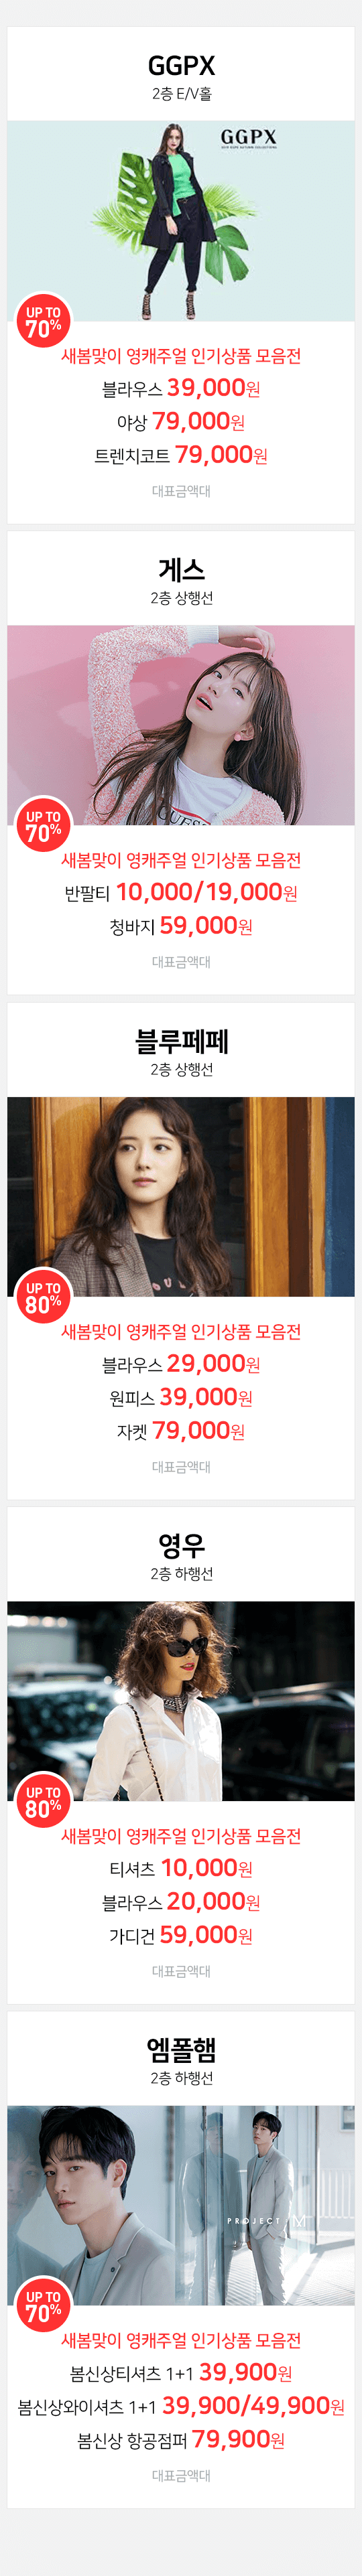 GGPX
2층 E/V홀
GGPX
UP TO
70%
새봄맞이 영캐주얼 인기상품 모음전
블라우스 39,000원
야상 79,000원
트렌치코트 79,000원
대표금액대
게스
2층 상행선
GUESS
UP TO
70%
새봄맞이 영캐주얼 인기상품 모음전
반팔티 10,000/19,000원
청바지 59,000원
대표금액대
블루페페
2층 상행선
UP TO
80%
새봄맞이 영캐주얼 인기상품 모음전
블라우스 29,000원
원피스 39,000원
자켓 79,000원
대표금액대
영우
2층 하행선
UP TO
80%
새봄맞이 영캐주얼 인기상품 모음전
티셔츠 10,000원
블라우스 20,000원
가디건 59,000원
대표금액대
엠폴햄
2층 하행선
PROJECT M
UP TO
70%
새봄맞이 영캐주얼 인기상품 모음전
봄신상티셔츠 1+1 39,900원
봄신상와이셔츠 1+1 39,900/49,900원
봄신상 항공점퍼 79,900원
대표금액대